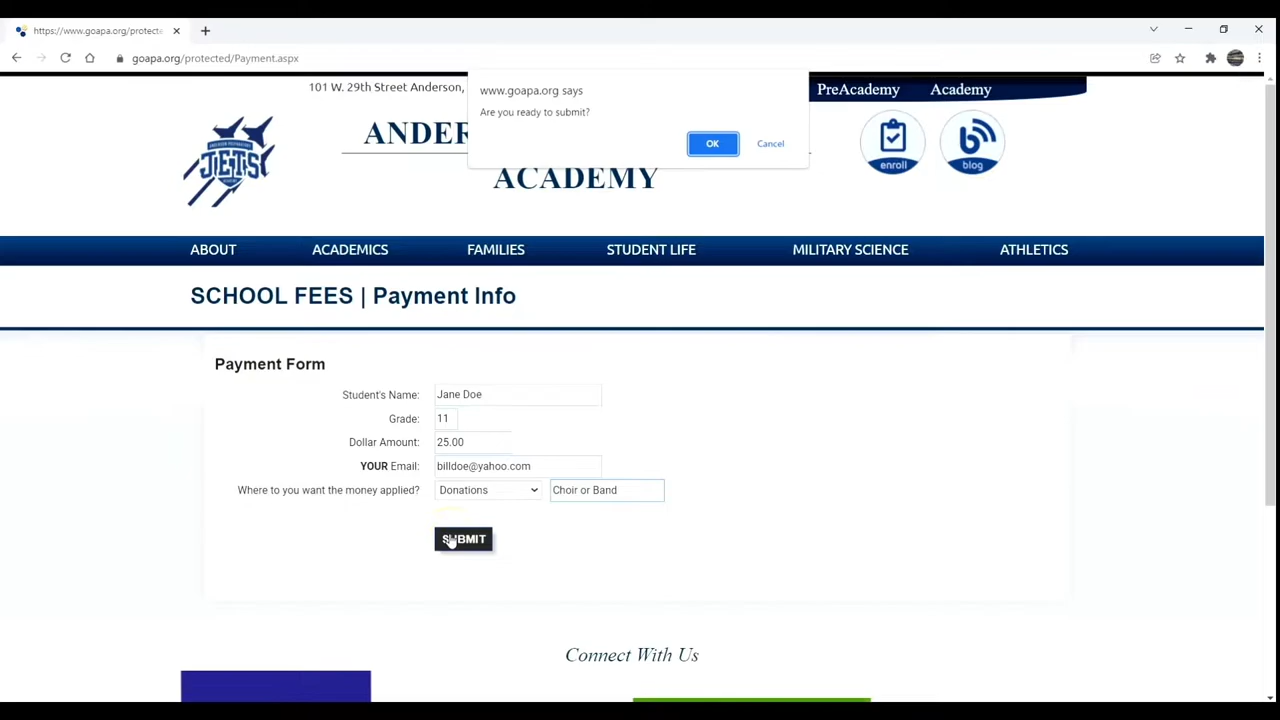 https://www.goapa.org/protecte
goapa.org/protected/Payment.aspx
www.goapa.org says
Are you ready to submit?
OK
Cancel
101 W. 29th Street Anderson,
PreAcademy
Academy
JETS
ANDER
ACADEMY
enroll
blog
ABOUT
ACADEMICS
FAMILIES
STUDENT LIFE
MILITARY SCIENCE
ATHLETICS
SCHOOL FEES | Payment Info
Payment Form
Student's Name: Jane Doe
Grade: 11
Dollar Amount: 25.00
YOUR Email: billdoe@yahoo.com
Where to you want the money applied? Donations Choir or Band
SUBMIT
Connect With Us